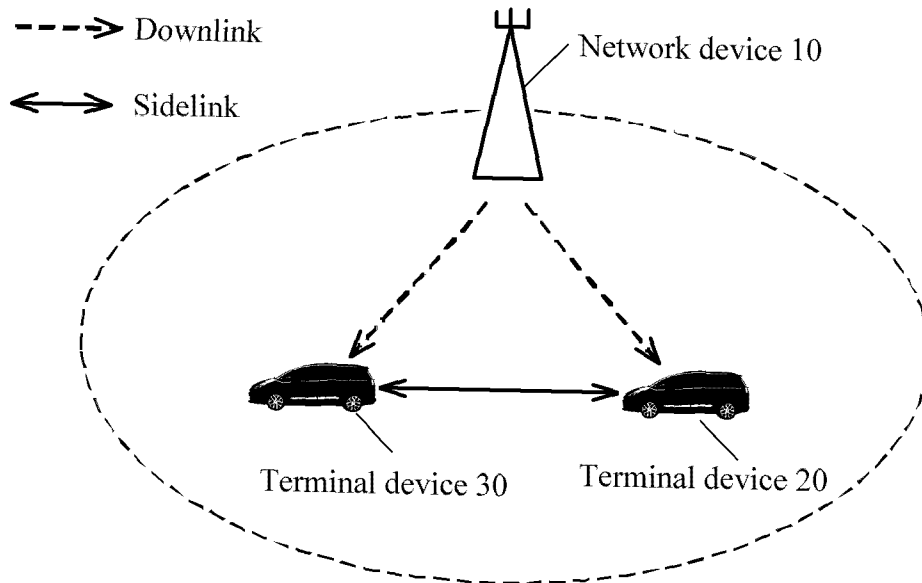 Downlink
Network device 10
Sidelink
Terminal device 30
Terminal device 20